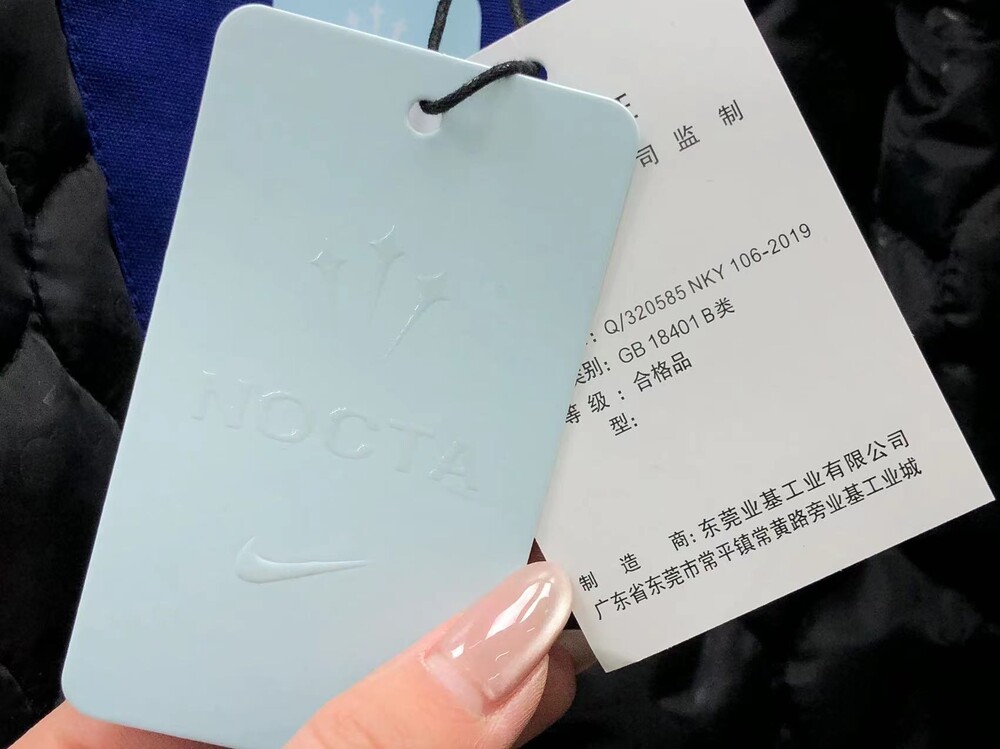 NOCTA
司 监 制
: Q/320585 NKY 106-2019
类别: GB 18401 B类
等 级 : 合格品
型:
制 造 商: 东莞业基工业有限公司
广东省东莞市常平镇常黄路旁业基工业城